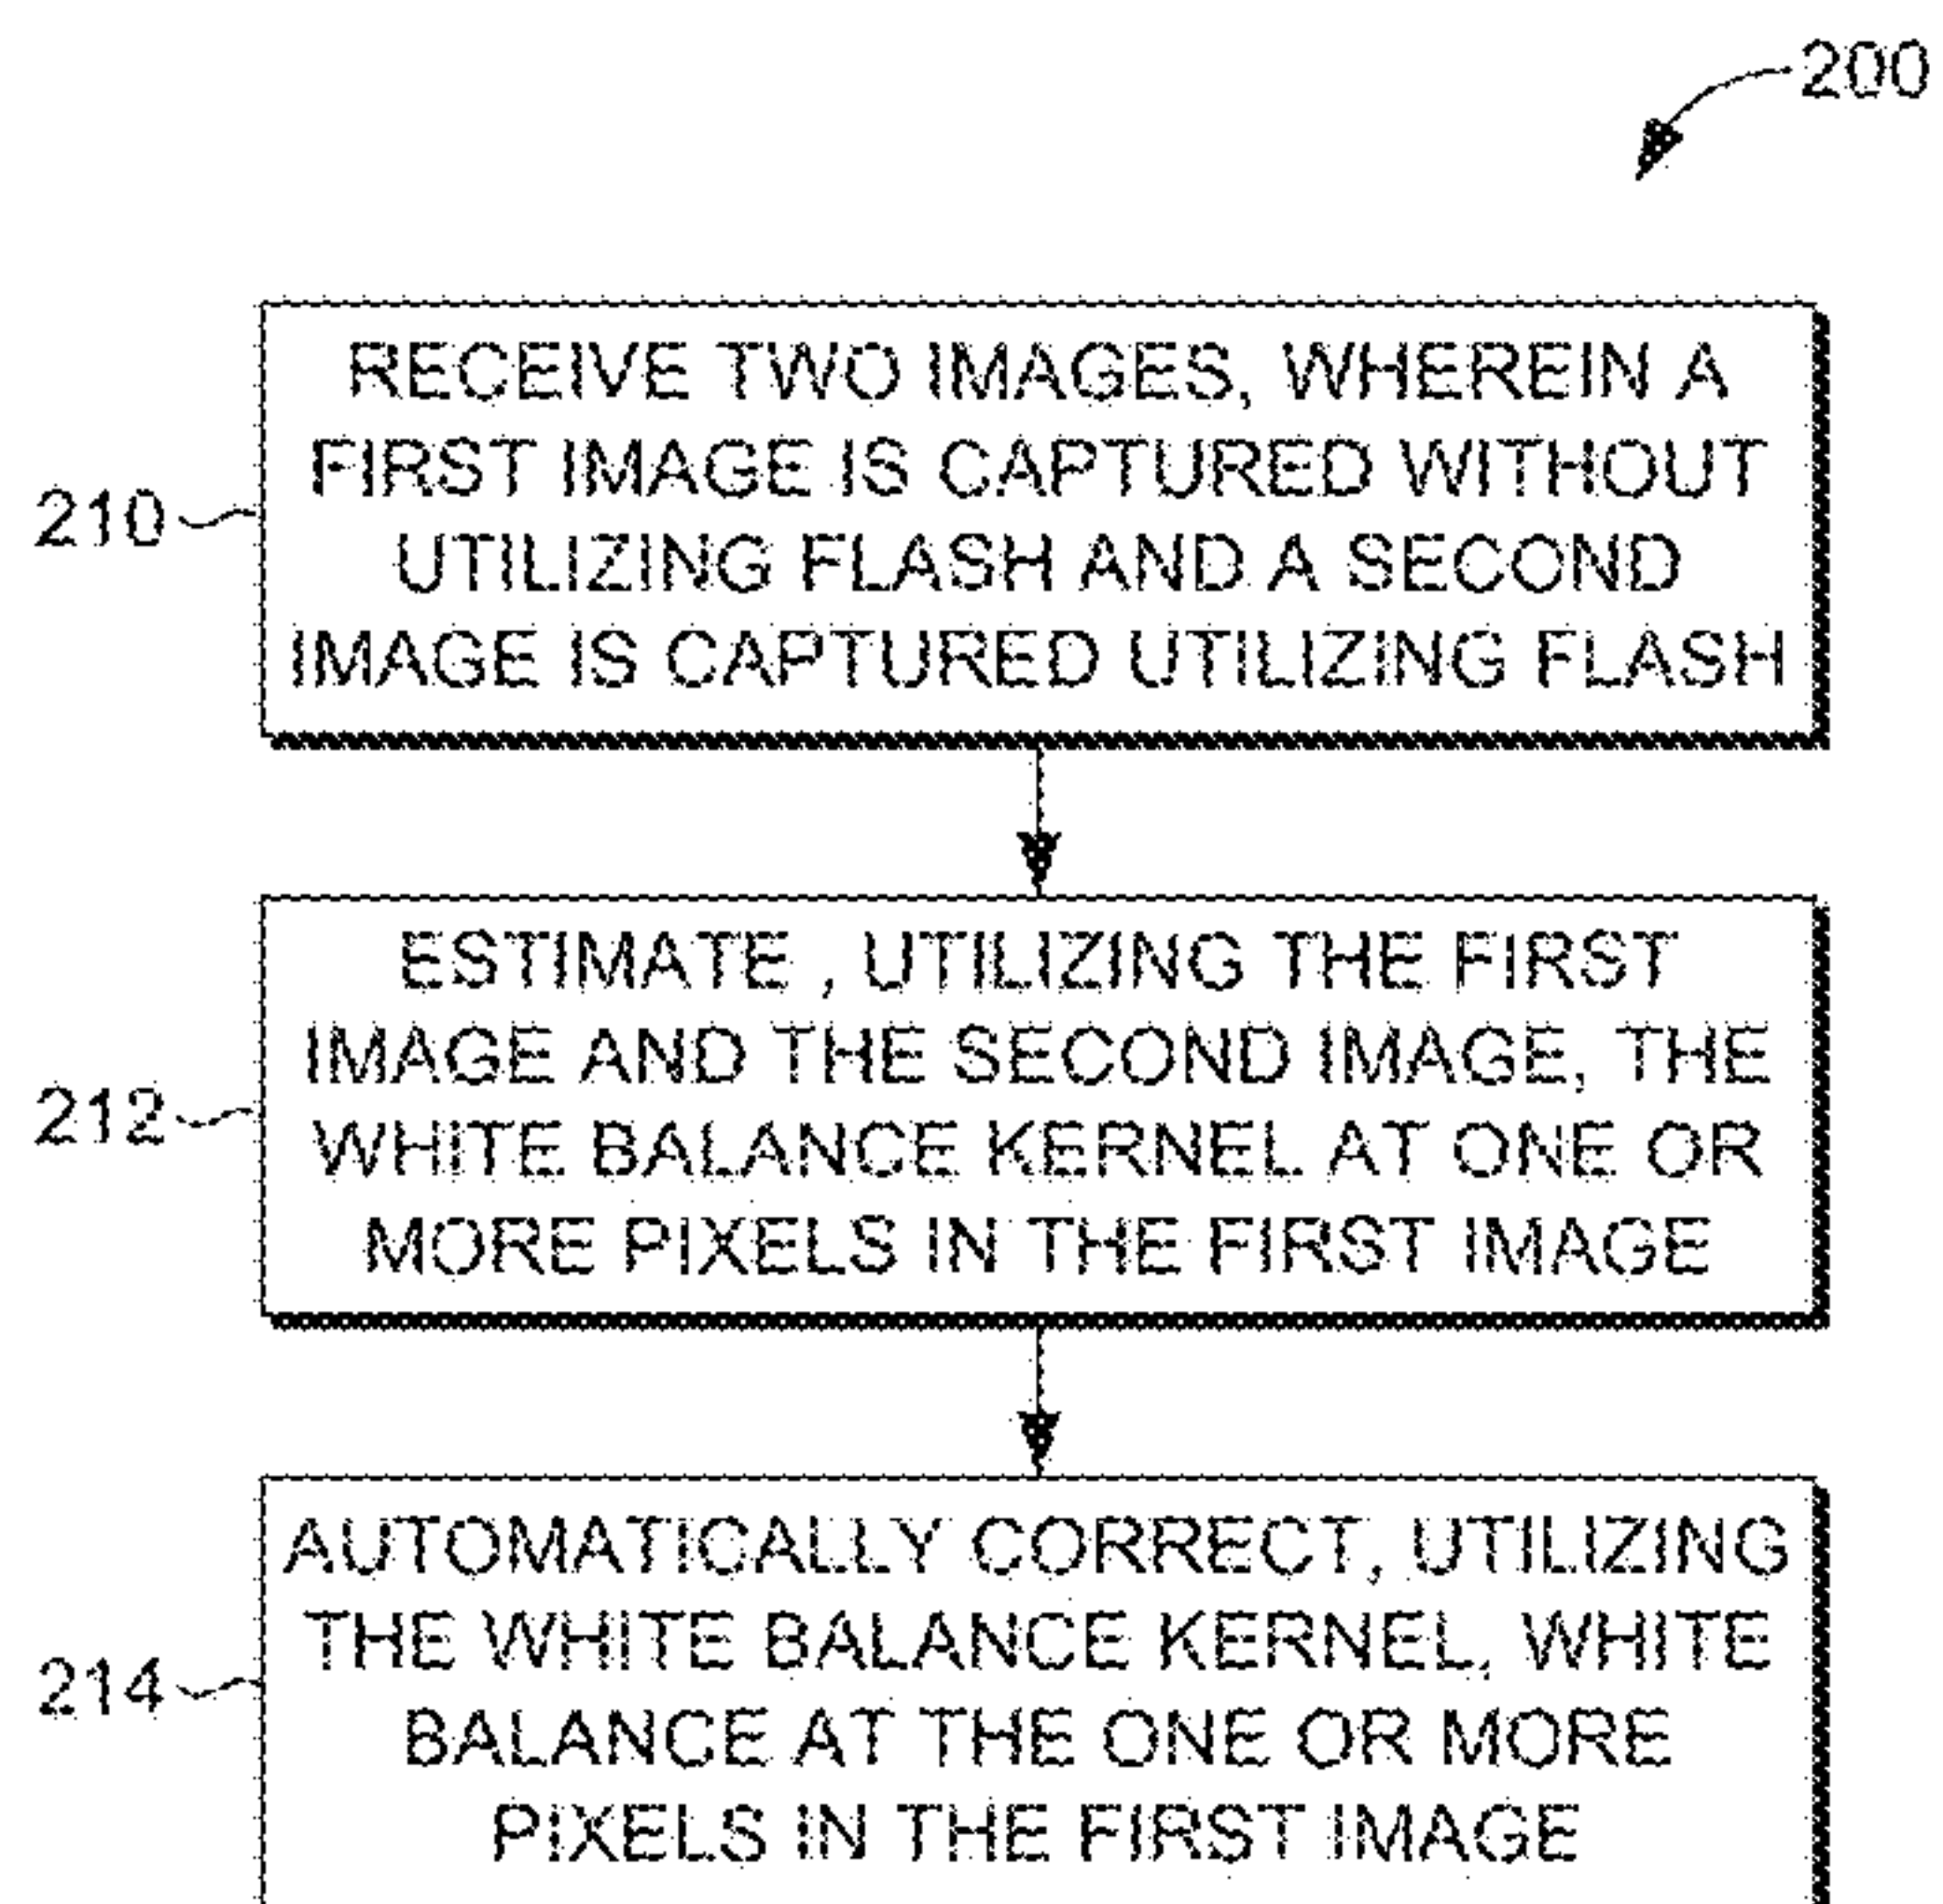 200
RECEIVE TWO IMAGES, WHEREIN A
FIRST IMAGE IS CAPTURED WITHOUT
UTILIZING FLASH AND A SECOND
IMAGE IS CAPTURED UTILIZING FLASH
210
ESTIMATE , UTILIZING THE FIRST
IMAGE AND THE SECOND IMAGE, THE
WHITE BALANCE KERNEL AT ONE OR
MORE PIXELS IN THE FIRST IMAGE
212
AUTOMATICALLY CORRECT, UTILIZING
THE WHITE BALANCE KERNEL, WHITE
BALANCE AT THE ONE OR MORE
PIXELS IN THE FIRST IMAGE
214